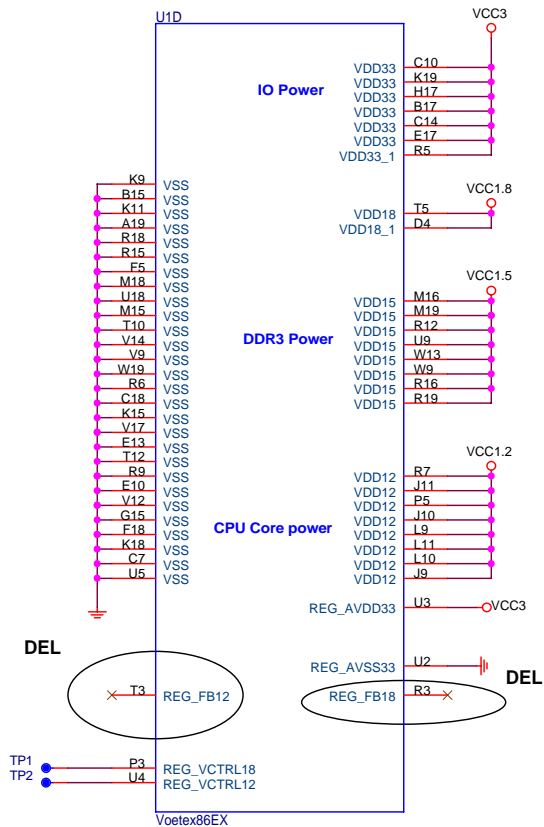 U1D
VCC3
IO Power
VDD33 C10
VDD33 K19
VDD33 H17
VDD33 B17
VDD33 C14
VDD33 E17
VDD33_1 R5
K9 VSS
B15 VSS
K11 VSS
A19 VSS
R18 VSS
R15 VSS
F5 VSS
M18 VSS
U18 VSS
M15 VSS
T10 VSS
V14 VSS
V9 VSS
W19 VSS
R6 VSS
C18 VSS
K15 VSS
V17 VSS
E13 VSS
T12 VSS
R9 VSS
E10 VSS
V12 VSS
G15 VSS
F18 VSS
K18 VSS
C7 VSS
U5 VSS
VCC1.8
VDD18 T5
VDD18_1 D4
VCC1.5
DDR3 Power
VDD15 M16
VDD15 M19
VDD15 R12
VDD15 U9
VDD15 W13
VDD15 W9
VDD15 R16
VDD15 R19
VCC1.2
CPU Core power
VDD12 R7
VDD12 J11
VDD12 P5
VDD12 J10
VDD12 L9
VDD12 L11
VDD12 L10
VDD12 J9
REG_AVDD33 U3 VCC3
REG_AVSS33 U2
DEL
T3 REG_FB12
DEL
REG_FB18 R3
TP1 P3 REG_VCTRL18
TP2 U4 REG_VCTRL12
Voetex86EX